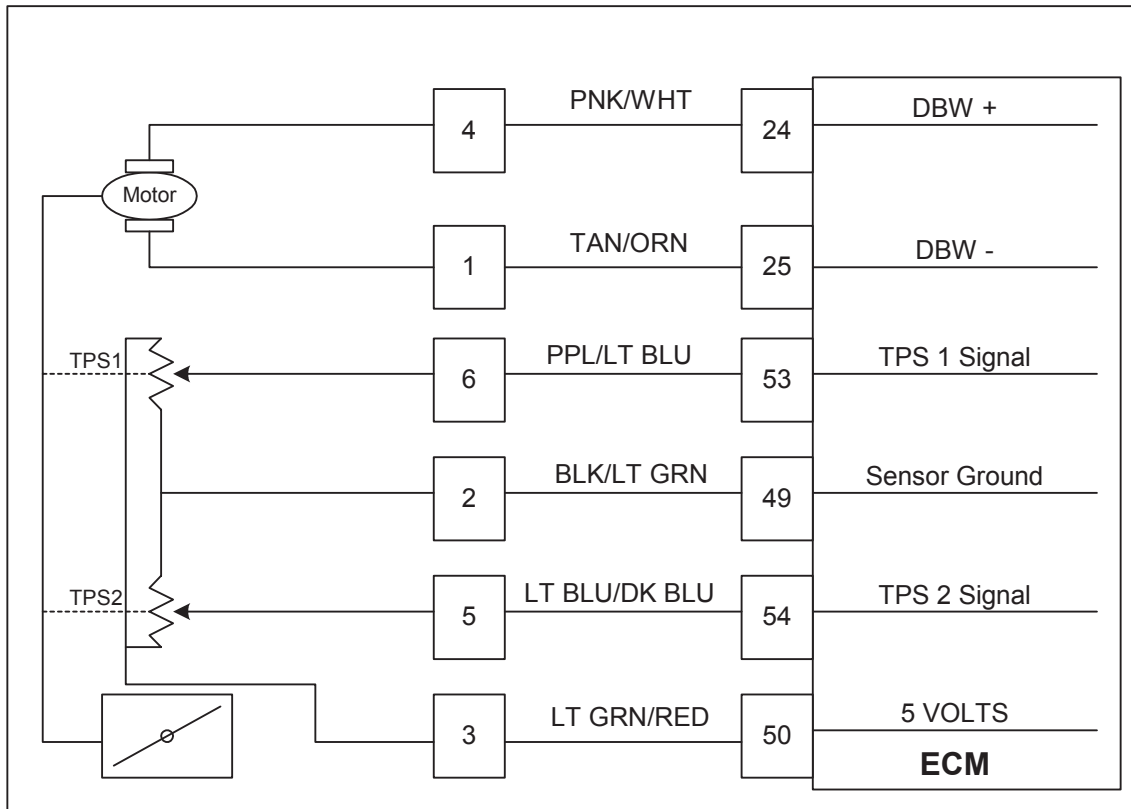 PNK/WHT
4
24
DBW +
Motor
TAN/ORN
1
25
DBW -
TPS1
PPL/LT BLU
6
53
TPS 1 Signal
BLK/LT GRN
2
49
Sensor Ground
TPS2
LT BLU/DK BLU
5
54
TPS 2 Signal
LT GRN/RED
3
50
5 VOLTS
ECM